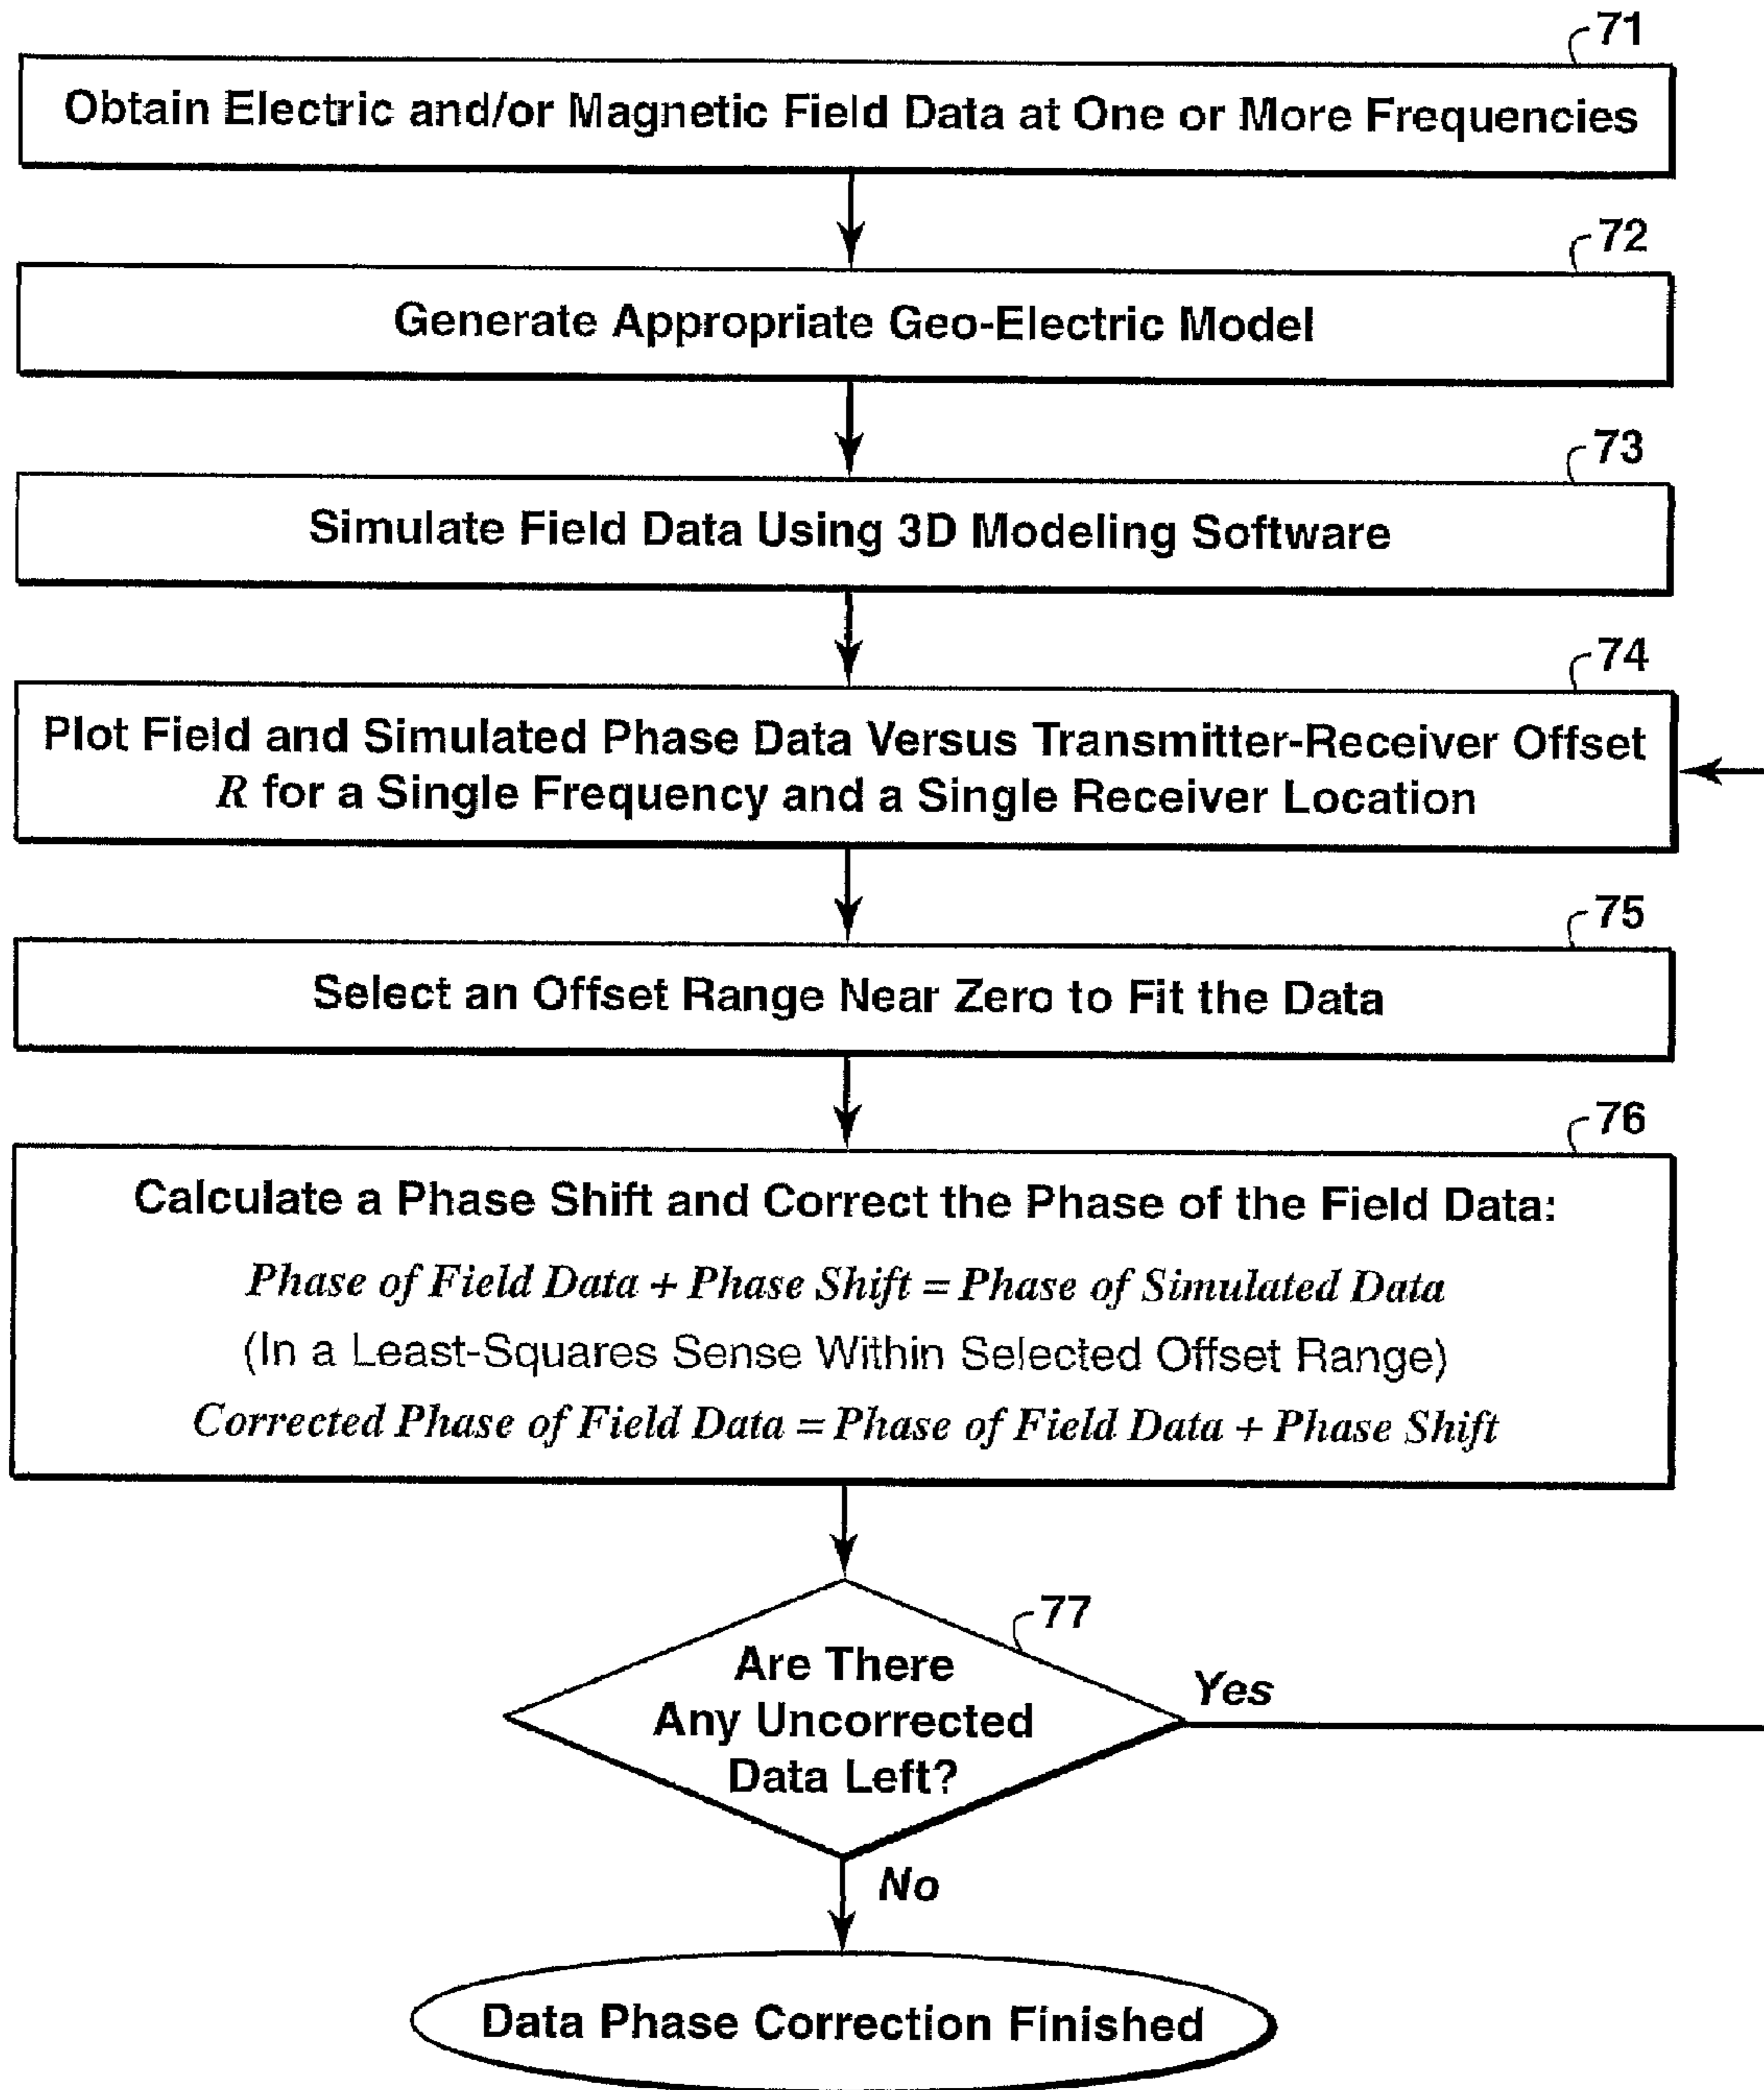 71
Obtain Electric and/or Magnetic Field Data at One or More Frequencies
72
Generate Appropriate Geo-Electric Model
73
Simulate Field Data Using 3D Modeling Software
74
Plot Field and Simulated Phase Data Versus Transmitter-Receiver Offset
R for a Single Frequency and a Single Receiver Location
75
Select an Offset Range Near Zero to Fit the Data
76
Calculate a Phase Shift and Correct the Phase of the Field Data:
Phase of Field Data + Phase Shift = Phase of Simulated Data
(In a Least-Squares Sense Within Selected Offset Range)
Corrected Phase of Field Data = Phase of Field Data + Phase Shift
77
Are There
Any Uncorrected
Data Left?
Yes
No
Data Phase Correction Finished